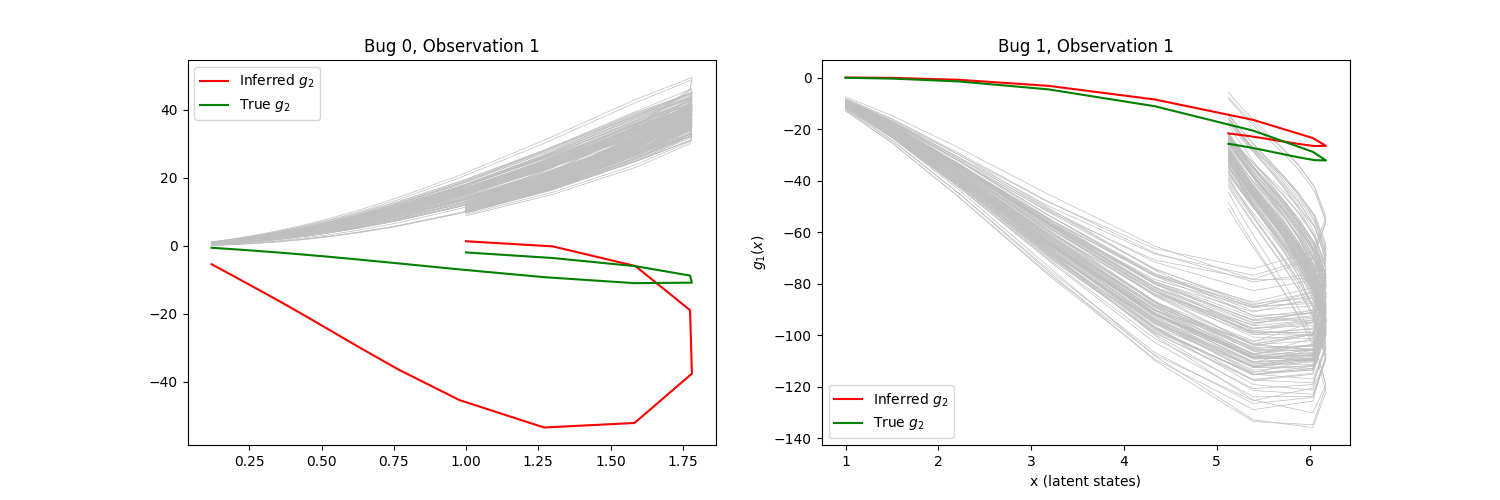 Bug 0, Observation 1
Inferred g₂
True g₂
40
20
0
−20
−40
0.25 0.50 0.75 1.00 1.25 1.50 1.75
Bug 1, Observation 1
0
−20
−40
−60
−80
−100
−120
−140
g₁(x)
Inferred g₂
True g₂
1 2 3 4 5 6
x (latent states)